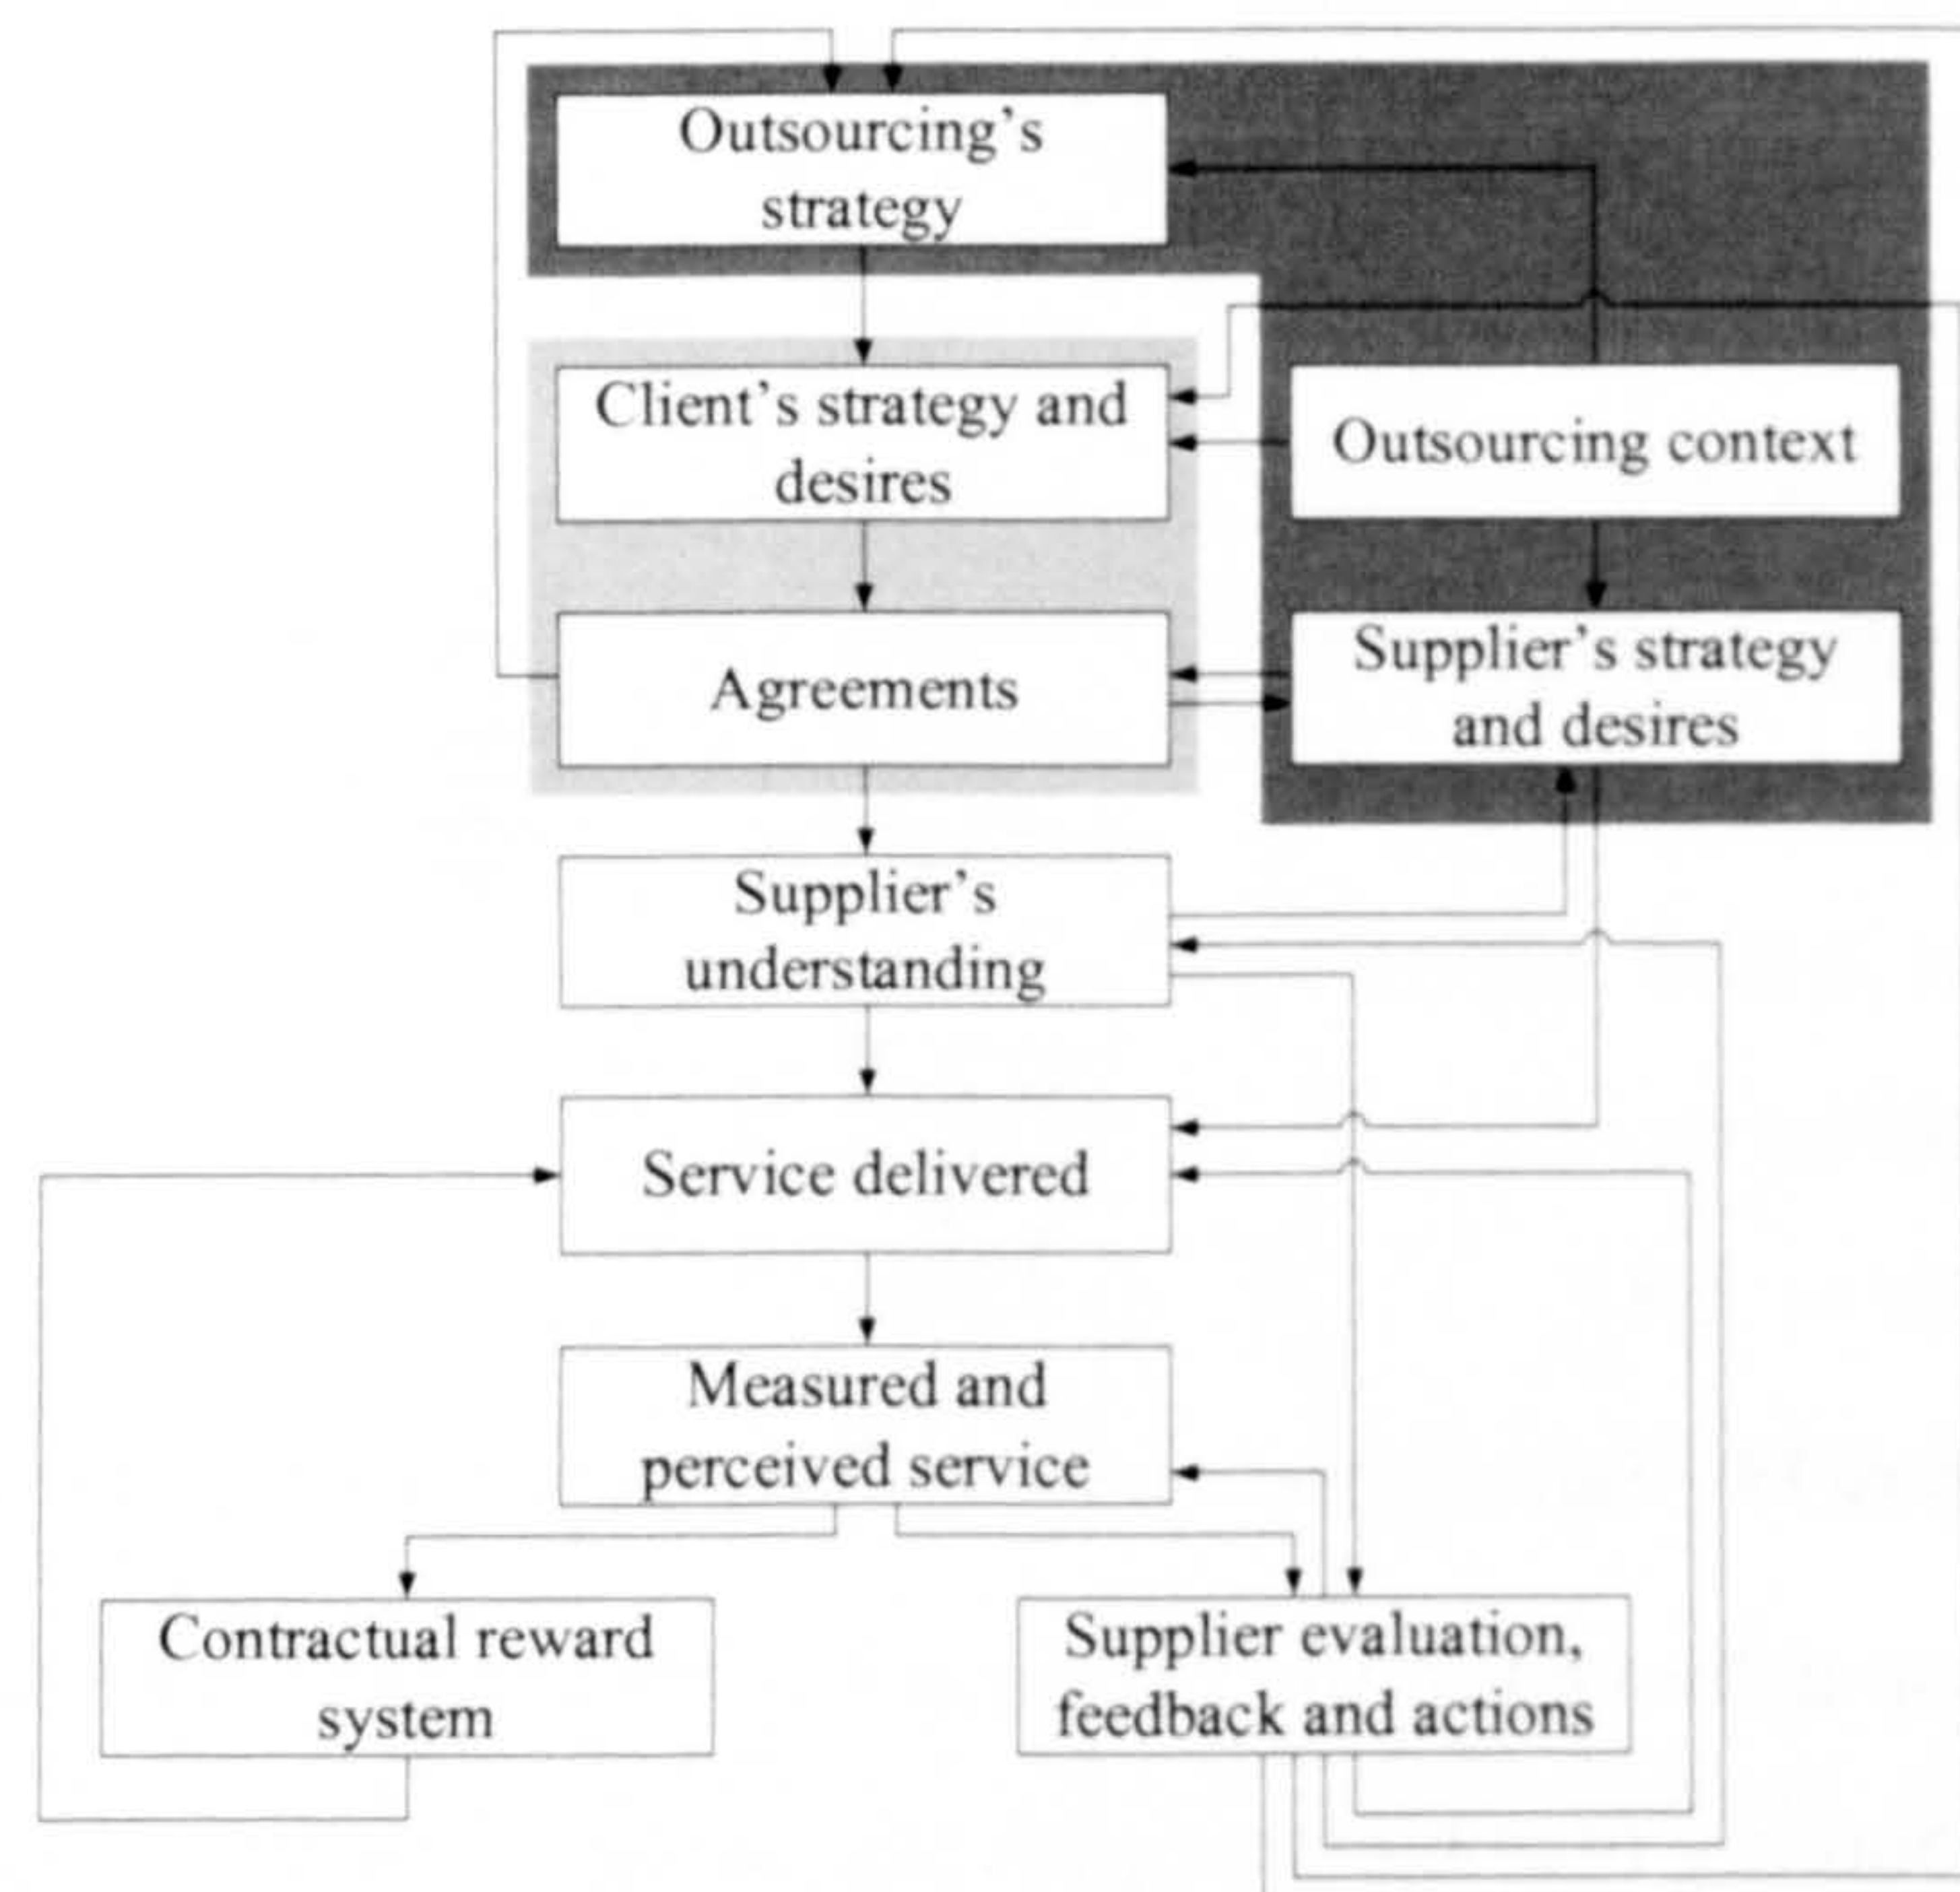 Outsourcing's
strategy
Client's strategy and
desires
Outsourcing context
Agreements
Supplier's strategy
and desires
Supplier's
understanding
Service delivered
Measured and
perceived service
Contractual reward
system
Supplier evaluation,
feedback and actions